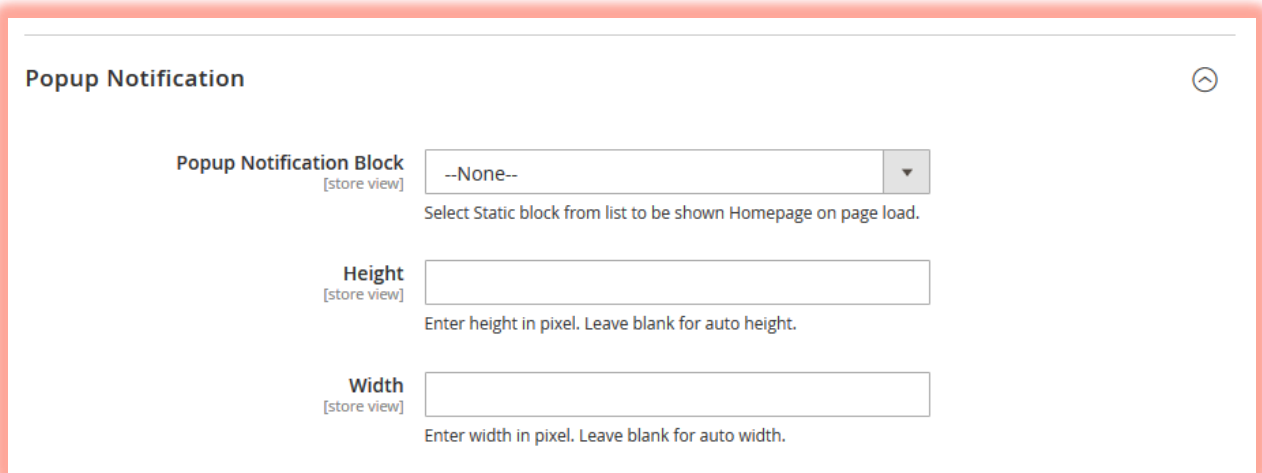 Popup Notification
Popup Notification Block
[store view]
--None--
Select Static block from list to be shown Homepage on page load.
Height
[store view]
Enter height in pixel. Leave blank for auto height.
Width
[store view]
Enter width in pixel. Leave blank for auto width.